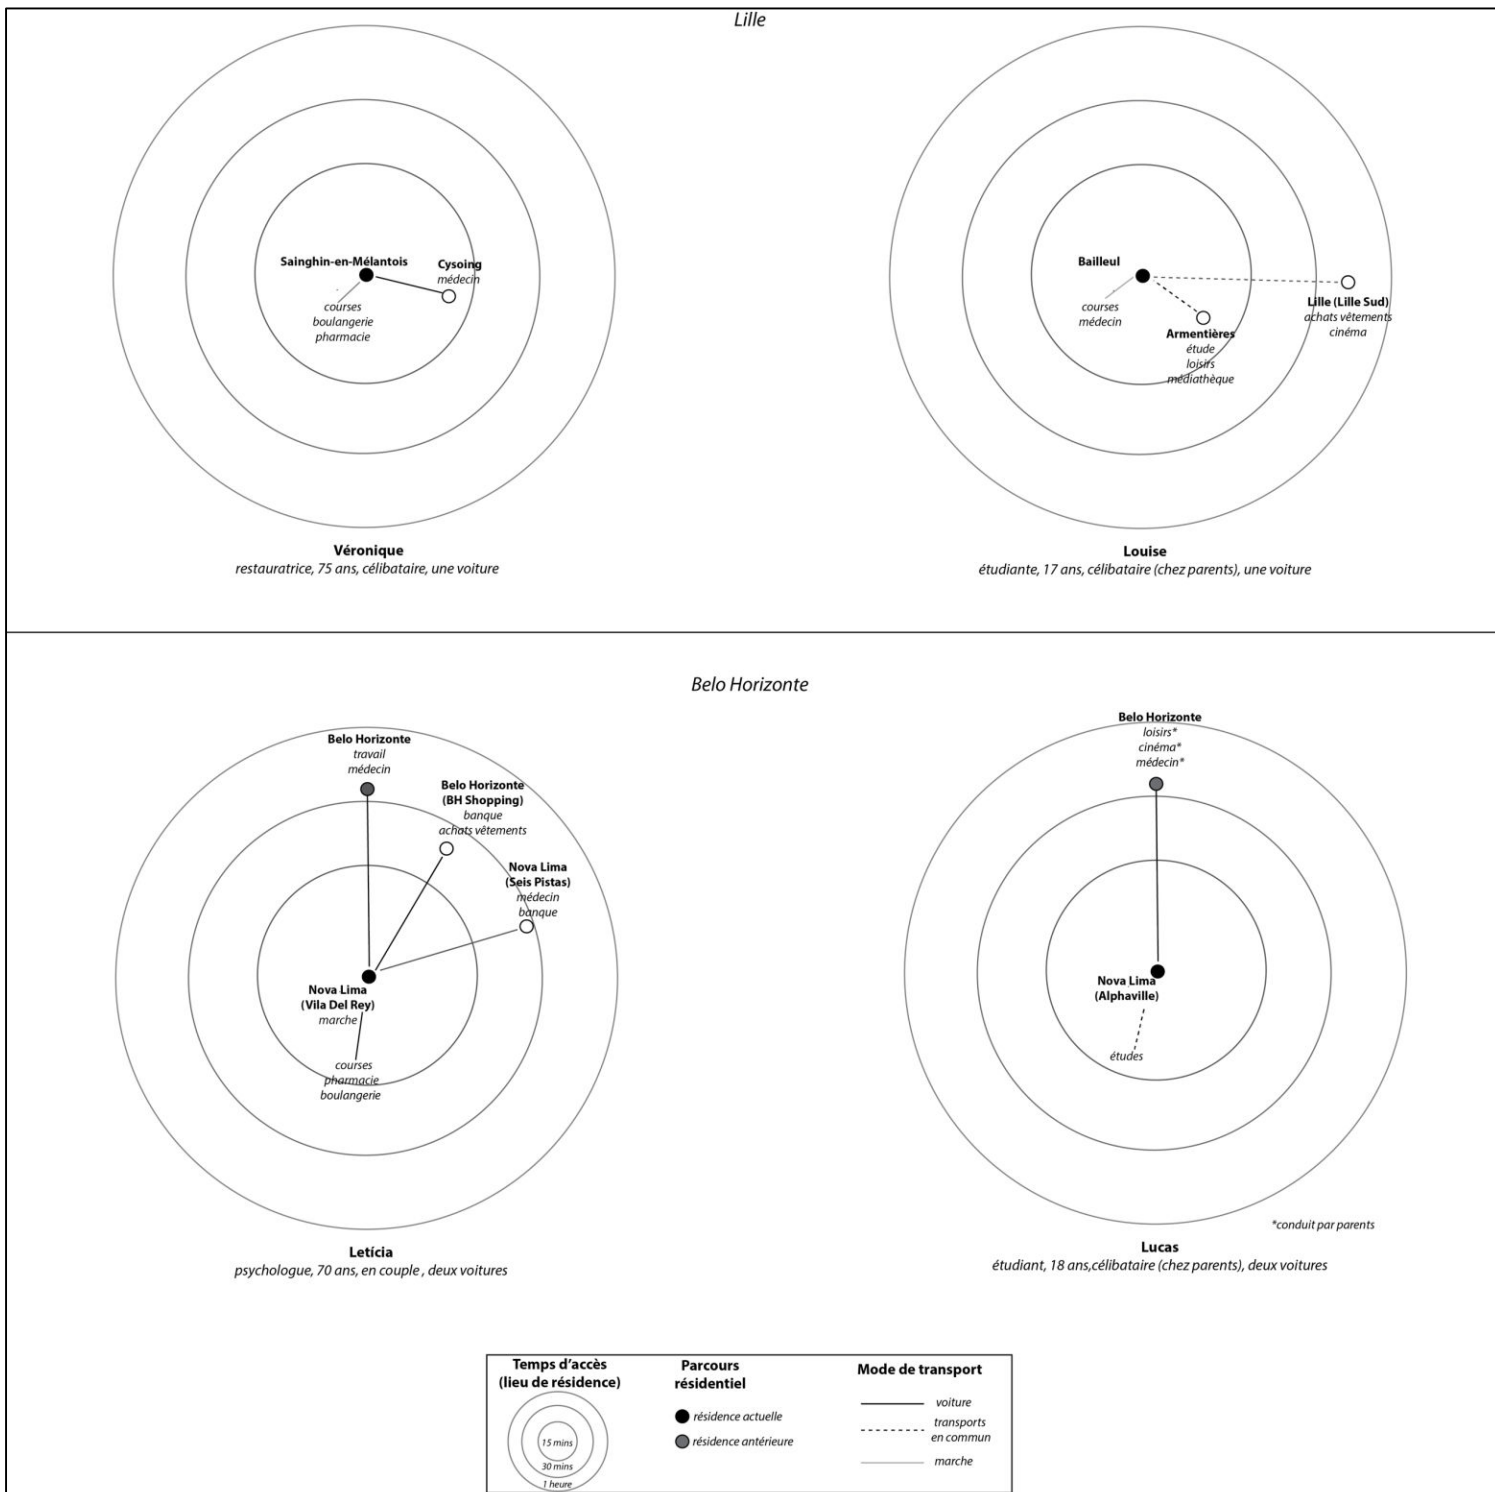 Lille
Sainghin-en-Mélantois
Cysoing
médecin
courses
boulangerie
pharmacie
Véronique
restauratrice, 75 ans, célibataire, une voiture
Bailleul
courses
médecin
Armentières
étude
loisirs
médiathèque
Lille (Lille Sud)
achats vêtements
cinéma
Louise
étudiante, 17 ans, célibataire (chez parents), une voiture
Belo Horizonte
Belo Horizonte
travail
médecin
Belo Horizonte
(BH Shopping)
banque
achats vêtements
Nova Lima
(Seis Pistas)
médecin
banque
Nova Lima
(Vila Del Rey)
marche
courses
pharmacie
boulangerie
Letícia
psychologue, 70 ans, en couple , deux voitures
Belo Horizonte
loisirs*
cinéma*
médecin*
Nova Lima
(Alphaville)
études
*conduit par parents
Lucas
étudiant, 18 ans,célibataire (chez parents), deux voitures
Temps d'accès
(lieu de résidence)
15 mins
30 mins
1 heure
Parcours
résidentiel
résidence actuelle
résidence antérieure
Mode de transport
voiture
transports
en commun
marche